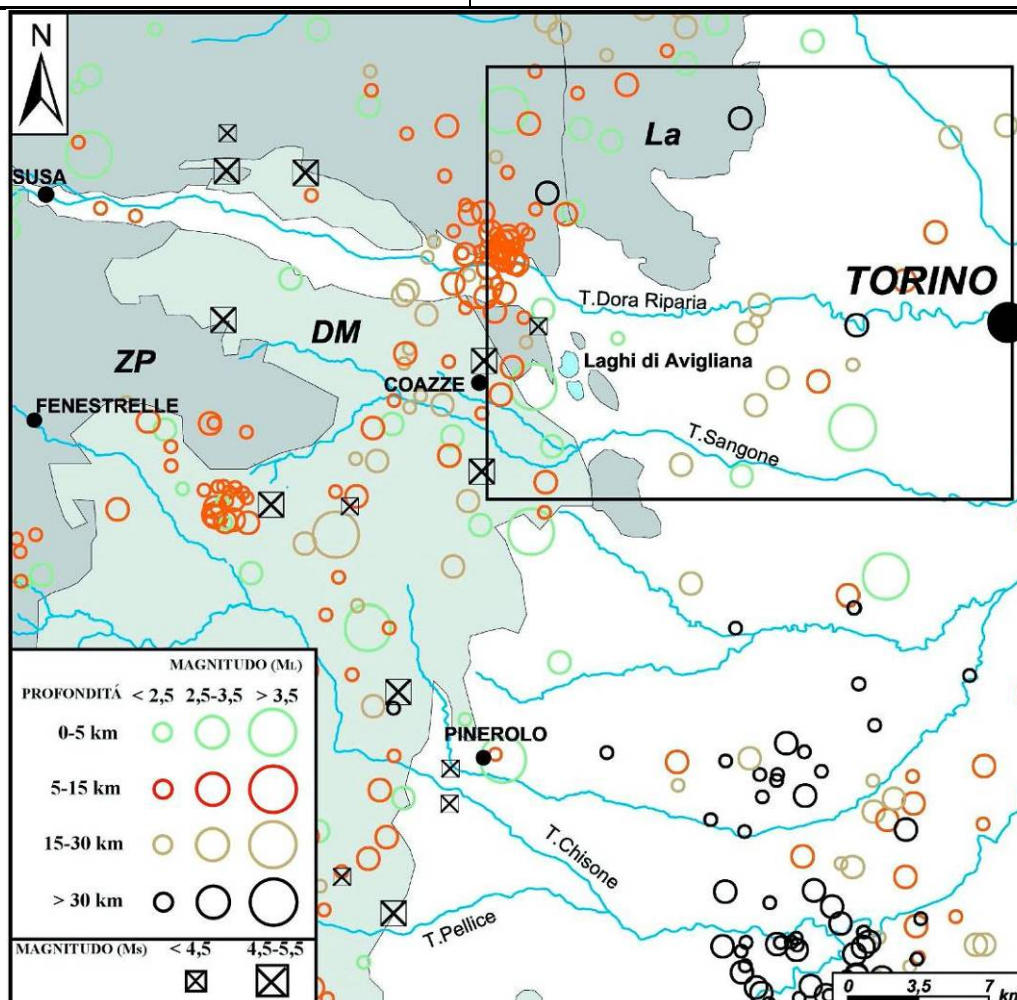 N
La
SUSA
TORINO
T.Dora Riparia
DM
ZP
Laghi di Avigliana
COAZZE
FENESTRELLE
T.Sangone
MAGNITUDO (ML)
PROFONDITÁ < 2,5 2,5-3,5 > 3,5
0-5 km
5-15 km
15-30 km
> 30 km
MAGNITUDO (Ms) < 4,5 4,5-5,5
PINEROLO
T.Chisone
T.Pellice
0 3,5 7
km